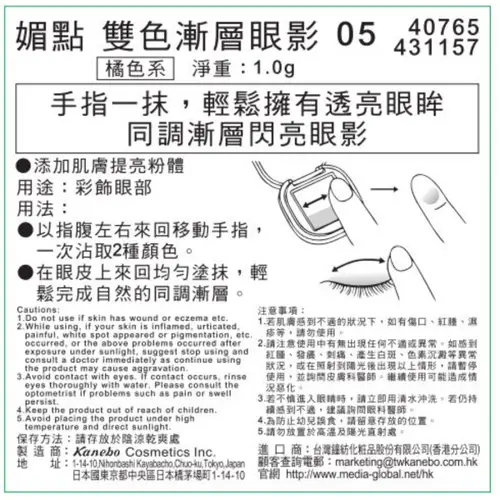 媚點 雙色漸層眼影 05 40765
431157
橘色系 淨重：1.0g
手指一抹，輕鬆擁有透亮眼眸
同調漸層閃亮眼影
●添加肌膚提亮粉體
用途：彩飾眼部
用法：
●以指腹左右來回移動手指，
一次沾取2種顏色。
●在眼皮上來回均勻塗抹，輕
鬆完成自然的同調漸層。
Cautions:
1.Do not use if skin has wound or eczema etc.
2.While using, if your skin is inflamed, urticated,
painful, white spot appeared or pigmentation, etc.
occurred, or the above problems occurred after
exposure under sunlight, suggest stop using and
consult a doctor immediately as continue using
the product may cause aggravation.
3.Avoid contact with eyes. If contact occurs, rinse
eyes thoroughly with water. Please consult the
optometrist if problems such as pain or swell
persist.
4.Keep the product out of reach of children.
5.Avoid placing the product under high
temperature and direct sunlight.
保存方法：請存放於陰涼乾爽處
製造商：Kanebo Cosmetics Inc.
地 址：1-14-10,Nihonbashi Kayabacho,Chuo-ku,Tokyo,Japan
日本國東京都中央區日本橋茅場町1-14-10
注意事項：
1.若肌膚感到不適的狀況下，如有傷口、紅腫、濕
疹等，請勿使用。
2.請注意使用中有無出現任何不適或異常。如感到
紅腫、發癢、刺痛、產生白斑、色素沉澱等異常
狀況，或在照射到陽光後出現以上情形，請暫停
使用，並詢問皮膚科醫師。繼續使用可能造成情
況惡化。
3.若不慎進入眼睛時，請立即用清水沖洗。若仍持
續感到不適，建議詢問眼科醫師。
4.為防止幼兒誤食，請留意存放的位置。
5.請勿放置於高溫及陽光直射處。
進口商：台灣鐘紡化粧品股份有限公司(香港分公司)
顧客查詢電郵：marketing@twkanebo.com.hk
官網 http://www.media-global.net/hk